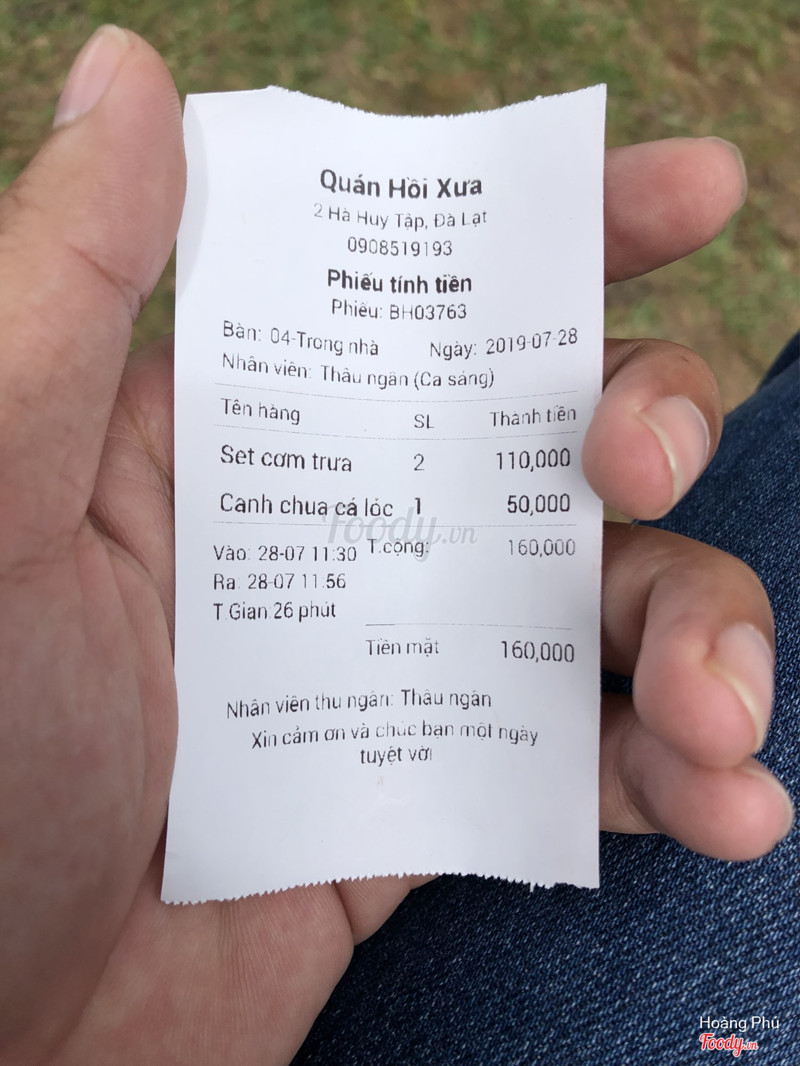 Quán Hồi Xưa
2 Hà Huy Tập, Đà Lạt
0908519193
Phiếu tính tiền
Phiếu: BH03763
Bàn: 04-Trong nhà Ngày: 2019-07-28
Nhân viên: Thâu ngân (Ca sáng)
Tên hàng SL Thành tiền
Set cơm trưa 2 110,000
Canh chua cá lóc 1 50,000
Foody.vn
Vào: 28-07 11:30 T.cộng: 160,000
Ra: 28-07 11:56
T.Gian 26 phút
Tiền mặt 160,000
Nhân viên thu ngân: Thâu ngân
Xin cảm ơn và chúc bạn một ngày
tuyệt vời
Hoàng Phú
Foody.vn